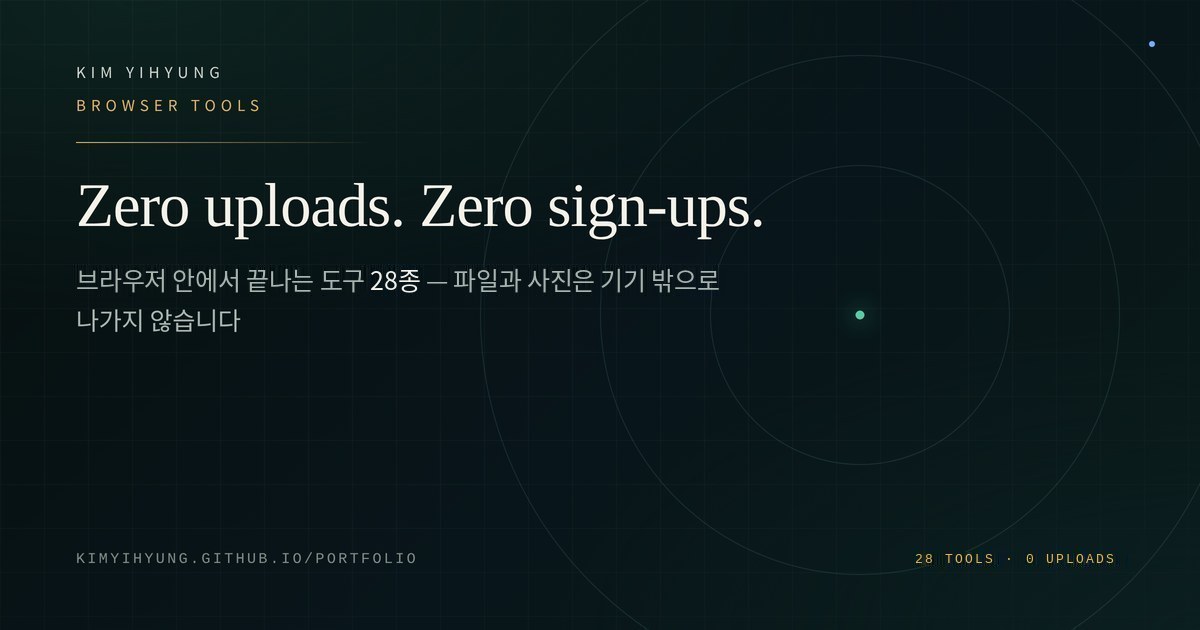 KIM YIHYUNG
BROWSER TOOLS
Zero uploads. Zero sign-ups.
브라우저 안에서 끝나는 도구 28종 — 파일과 사진은 기기 밖으로
나가지 않습니다
KIMYIHYUNG.GITHUB.IO/PORTFOLIO
28 TOOLS · 0 UPLOADS